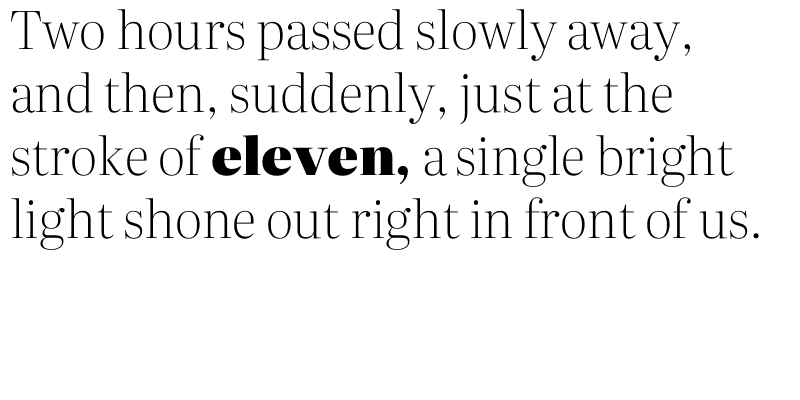 Two hours passed slowly away,
and then, suddenly, just at the
stroke of eleven, a single bright
light shone out right in front of us.